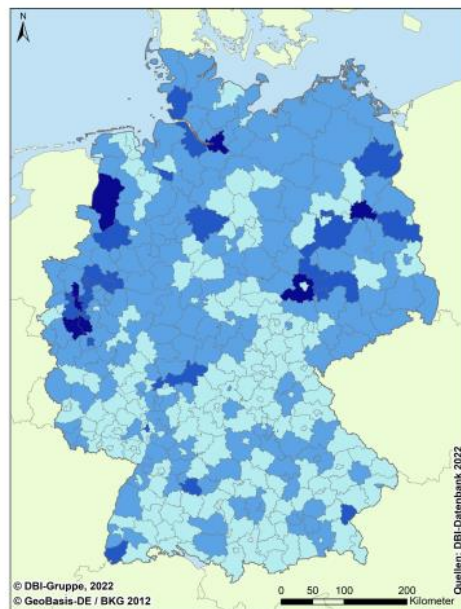 N
Quellen: DBI-Datenbank 2022
© DBI-Gruppe, 2022
© GeoBasis-DE / BKG 2012
0 50 100 200
Kilometer